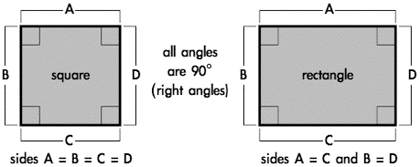 A
B
square
D
C
sides A = B = C = D
all angles
are 90°
(right angles)
A
B
rectangle
D
C
sides A = C and B = D